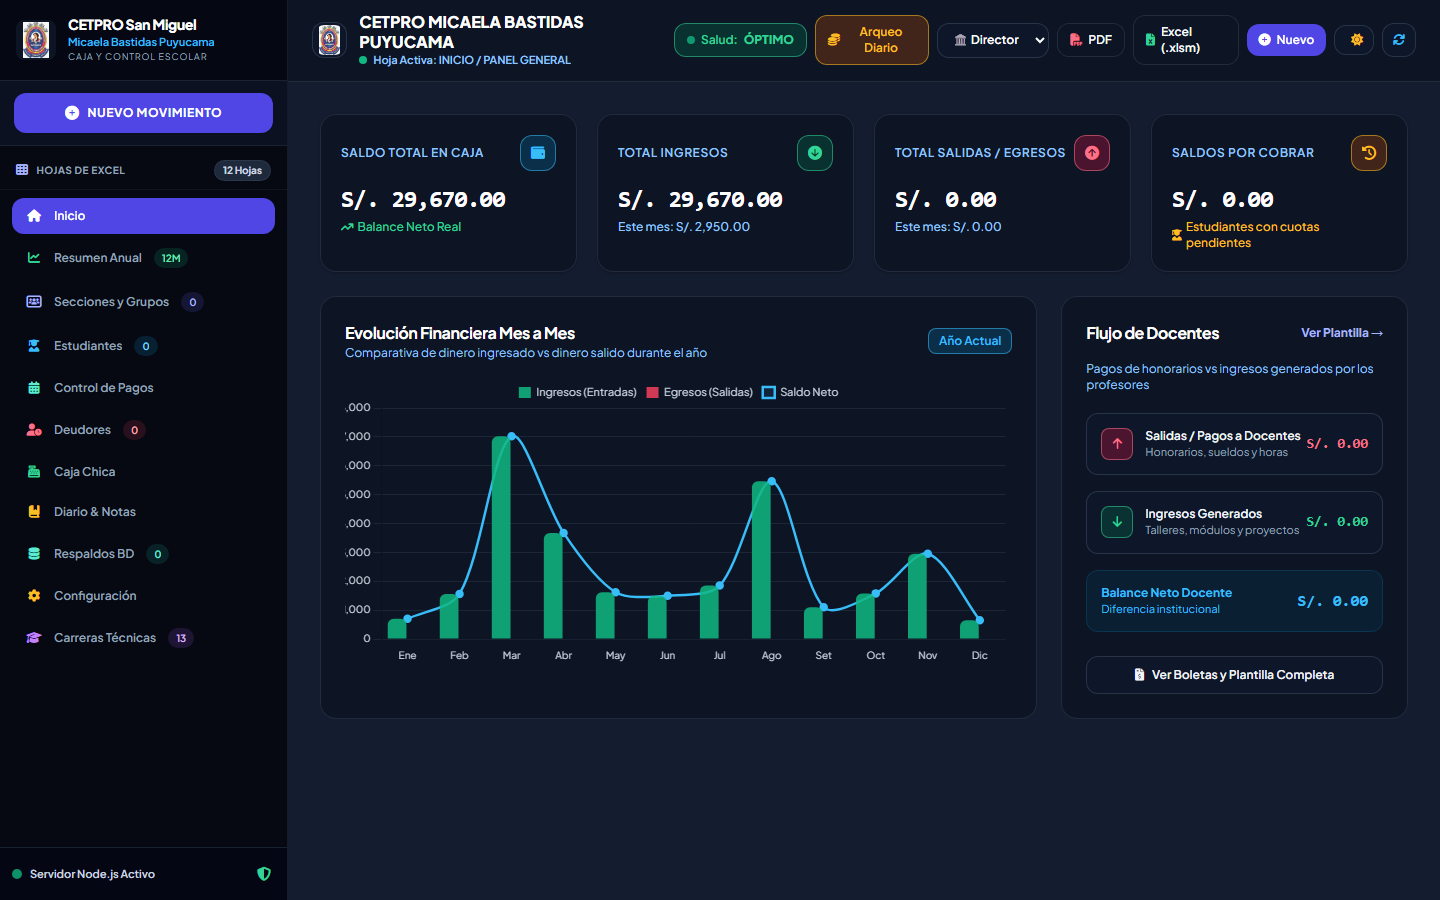 CETPRO San Miguel
Micaela Bastidas Puyucama
CAJA Y CONTROL ESCOLAR
NUEVO MOVIMIENTO
HOJAS DE EXCEL
12 Hojas
Inicio
Resumen Anual
12M
Secciones y Grupos
0
Estudiantes
0
Control de Pagos
Deudores
0
Caja Chica
Diario & Notas
Respaldos BD
0
Configuración
Carreras Técnicas
13
Servidor Node.js Activo
CETPRO MICAELA BASTIDAS
PUYUCAMA
Hoja Activa: INICIO / PANEL GENERAL
Salud: ÓPTIMO
Arqueo
Diario
Director
PDF
Excel
(.xlsm)
Nuevo
SALDO TOTAL EN CAJA
S/. 29,670.00
Balance Neto Real
TOTAL INGRESOS
S/. 29,670.00
Este mes: S/. 2,950.00
TOTAL SALIDAS / EGRESOS
S/. 0.00
Este mes: S/. 0.00
SALDOS POR COBRAR
S/. 0.00
Estudiantes con cuotas
pendientes
Evolución Financiera Mes a Mes
Comparativa de dinero ingresado vs dinero salido durante el año
Año Actual
Ingresos (Entradas)
Egresos (Salidas)
Saldo Neto
,000
,000
,000
,000
,000
,000
,000
,000
0
Ene
Feb
Mar
Abr
May
Jun
Jul
Ago
Set
Oct
Nov
Dic
Flujo de Docentes
Ver Plantilla →
Pagos de honorarios vs ingresos generados por los
profesores
Salidas / Pagos a Docentes
Honorarios, sueldos y horas
S/. 0.00
Ingresos Generados
Talleres, módulos y proyectos
S/. 0.00
Balance Neto Docente
Diferencia institucional
S/. 0.00
Ver Boletas y Plantilla Completa